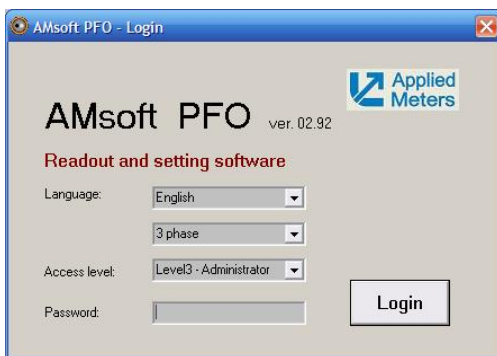 AMsoft PFO - Login
Applied
Meters
AMsoft PFO ver. 02.92
Readout and setting software
Language: English
3 phase
Access level: Level3 - Administrator
Password:
Login